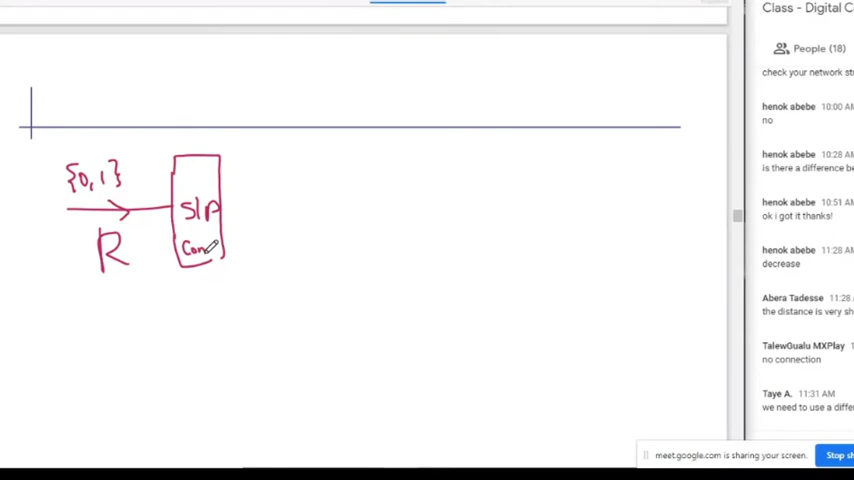 Class - Digital C
People (18)
check your network st
henok abebe 10:00 AM
no
henok abebe 10:28 AM
is there a difference be
henok abebe 10:51 AM
ok i got it thanks!
henok abebe 11:28 AM
decrease
Abera Tadesse 11:28
the distance is very sh
TalewGualu MXPlay 1
no connection
Taye A. 11:31 AM
we need to use a diffe
meet.google.com is sharing your screen.
Stop sh
{0,1}
R
S/P
Con